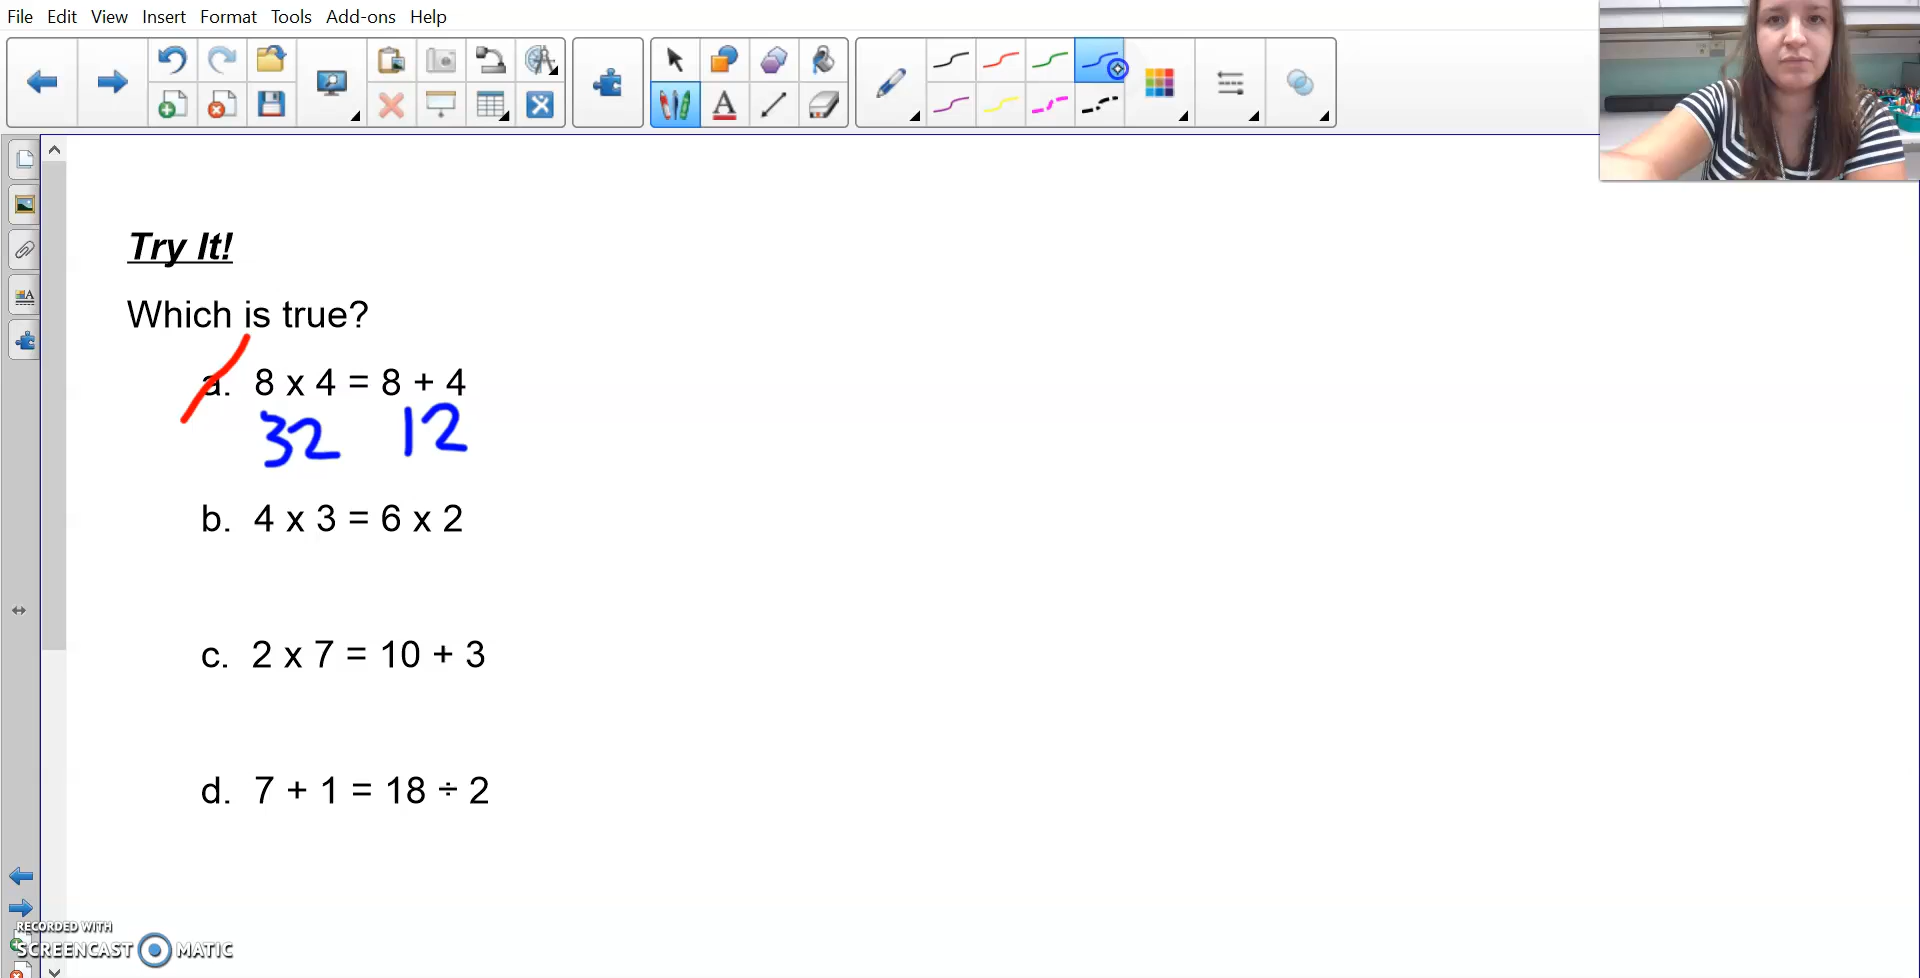 File Edit View Insert Format Tools Add-ons Help
Try It!
Which is true?
a. 8 x 4 = 8 + 4
32 12
b. 4 x 3 = 6 x 2
c. 2 x 7 = 10 + 3
d. 7 + 1 = 18 ÷ 2
RECORDED WITH
SCREENCAST MATIC